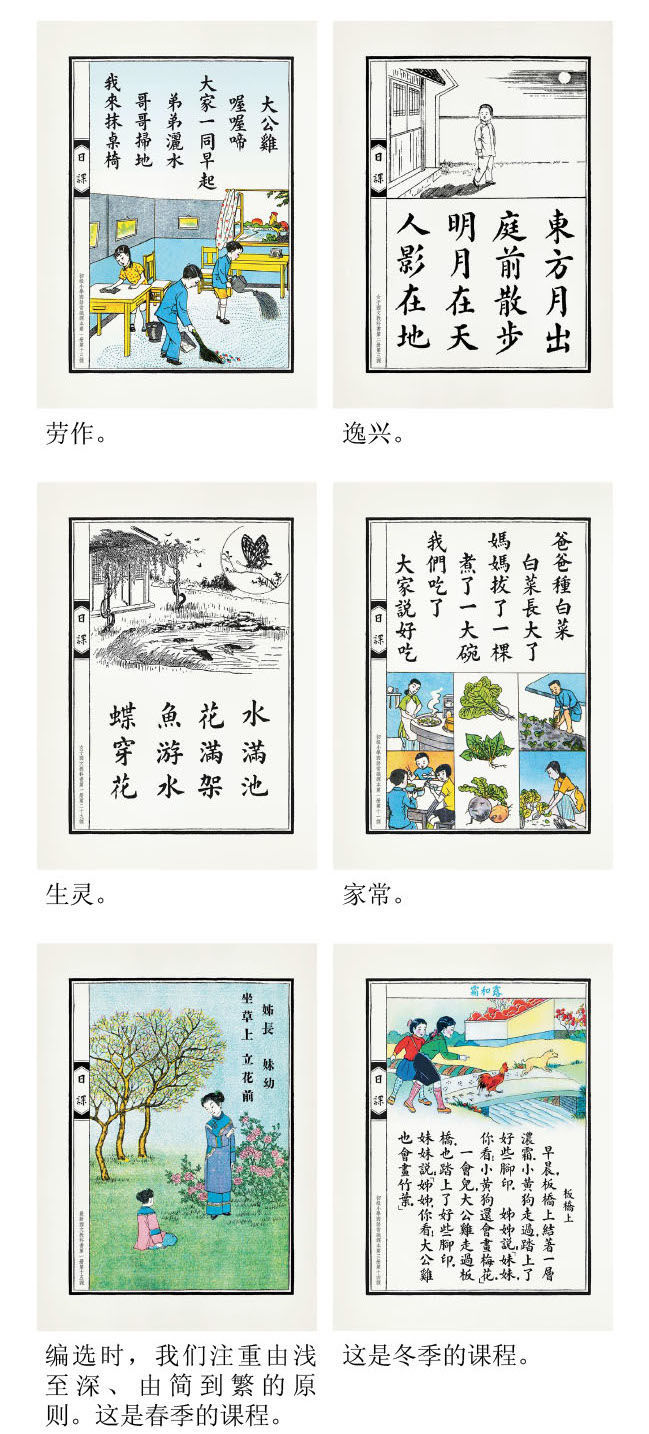 大公雞
喔喔啼
大家一同早起
弟弟灑水
哥哥掃地
我來抹桌椅
日課
劳作。
東方月出
庭前散步
明月在天
人影在地
日課
逸兴。
水滿池
花滿架
魚游水
蝶穿花
日課
生灵。
爸爸種白菜
白菜長大了
媽媽拔了一棵
煮了一大碗
我們吃了
大家說好吃
日課
家常。
姊長 妹幼
坐草上 立花前
日課
编选时，我们注重由浅
至深、由简到繁的原
则。这是春季的课程。
霜和露
板橋上
早晨，板橋上結著一層
濃霜，小黃狗走過，踏上了
好些腳印。姊姊說：「妹妹，
你看，小黃狗還會畫梅花。」
一會兒，大公雞走過板
橋，也踏上了好些腳印。
妹妹說：「姊姊，你看，大公雞
也會畫竹葉。」
日課
这是冬季的课程。